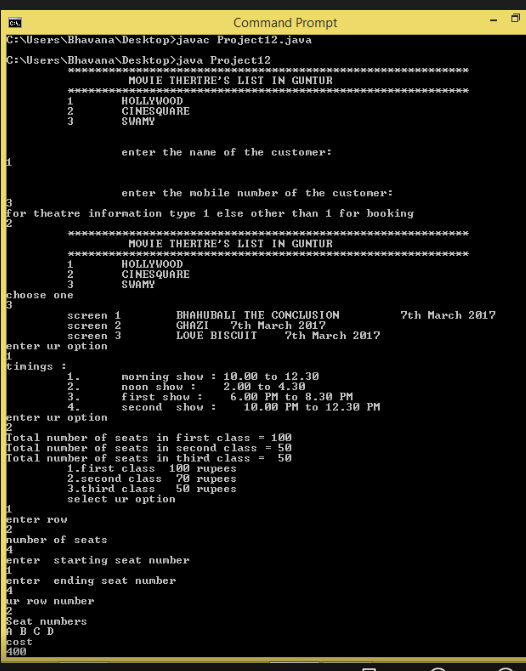 Command Prompt
C:\Users\Bhavana\Desktop>javac Project12.java
C:\Users\Bhavana\Desktop>java Project12
*********************************************************
MOVIE THERTRE'S LIST IN GUNTUR
*********************************************************
1 HOLLYWOOD
2 CINESQUARE
3 SWAMY
enter the name of the customer:
1
enter the mobile number of the customer:
3
for theatre information type 1 else other than 1 for booking
2
*********************************************************
MOVIE THERTRE'S LIST IN GUNTUR
*********************************************************
1 HOLLYWOOD
2 CINESQUARE
3 SWAMY
choose one
3
screen 1 BHAHUBALI THE CONCLUSION 7th March 2017
screen 2 GHAZI 7th March 2017
screen 3 LOVE BISCUIT 7th March 2017
enter ur option
1
timings :
1. morning show : 10.00 to 12.30
2. noon show : 2.00 to 4.30
3. first show : 6.00 PM to 8.30 PM
4. second show : 10.00 PM to 12.30 PM
enter ur option
2
Total number of seats in first class = 100
Total number of seats in second class = 50
Total number of seats in third class = 50
1.first class 100 rupees
2.second class 70 rupees
3.third class 50 rupees
select ur option
1
enter row
2
number of seats
4
enter starting seat number
1
enter ending seat number
4
ur row number
2
Seat numbers
A B C D
cost
400